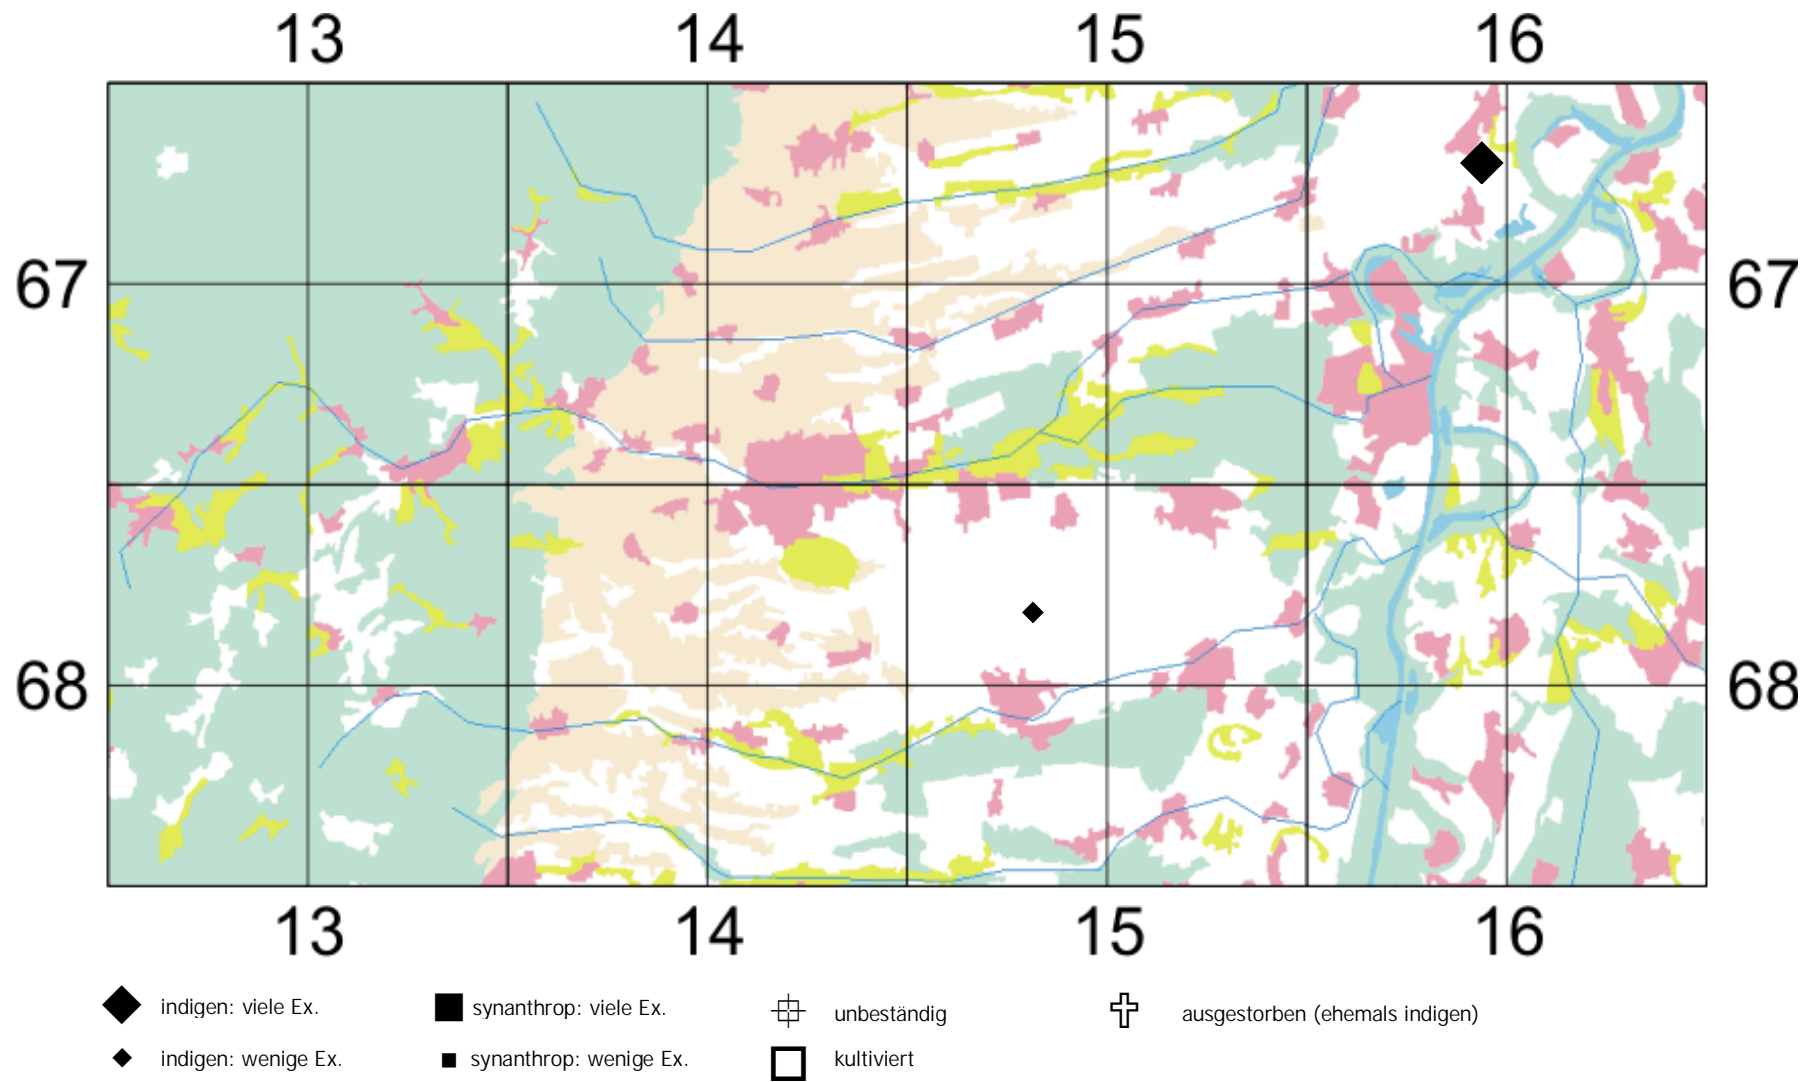 13 14 15 16
67 67
68 68
13 14 15 16
indigen: viele Ex. synanthrop: viele Ex. unbeständig ausgestorben (ehemals indigen)
indigen: wenige Ex. synanthrop: wenige Ex. kultiviert